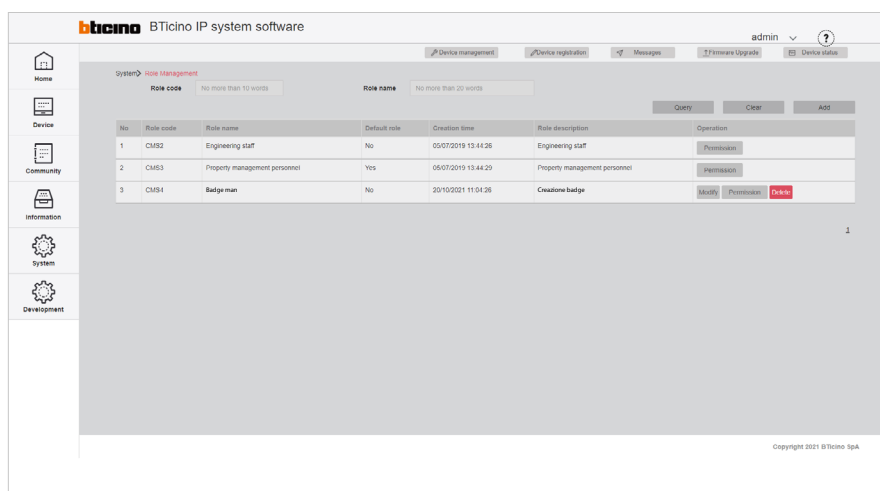 bticino BTicino IP system software
admin
?
Device management Device registration Messages Firmware Upgrade Device status
Home
Device
Community
Information
System
Development
System> Role Management
Role code No more than 10 words Role name No more than 20 words
Query Clear Add
No Role code Role name Default role Creation time Role description Operation
1 CMS2 Engineering staff No 05/07/2019 13:44:26 Engineering staff Permission
2 CMS3 Property management personnel Yes 05/07/2019 13:44:29 Property management personnel Permission
3 CMS4 Badge man No 20/10/2021 11:04:26 Creazione badge Modify Permission Delete
1
Copyright 2021 BTicino SpA